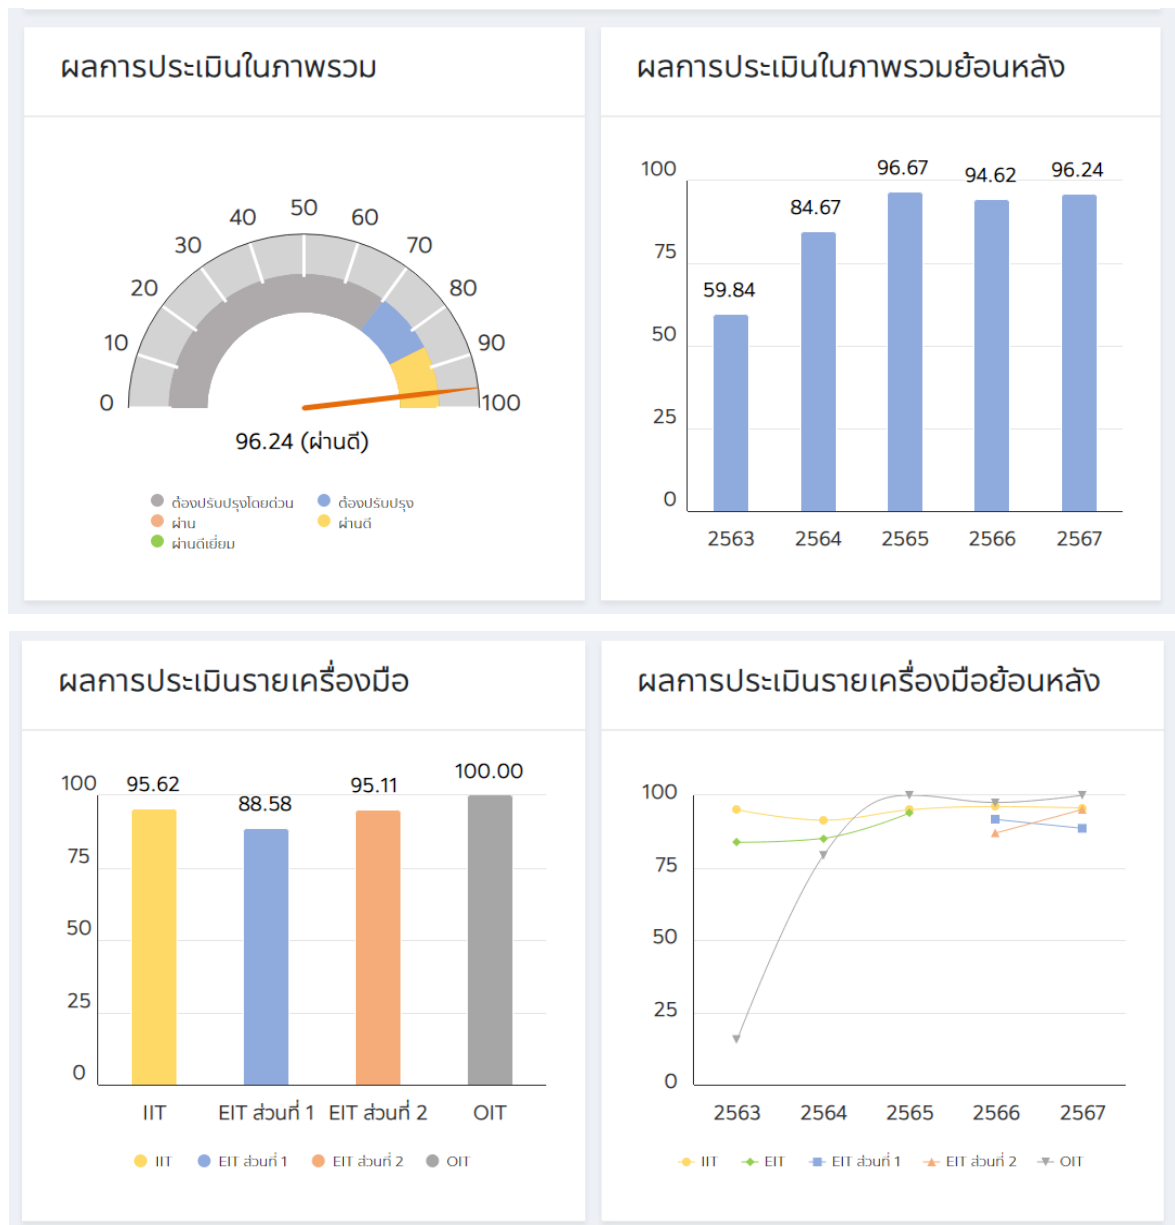 ผลการประเมินในภาพรวม
0 10 20 30 40 50 60 70 80 90 100
96.24 (ผ่านดี)
ต้องปรับปรุงโดยด่วน ต้องปรับปรุง
ผ่าน ผ่านดี
ผ่านดีเยี่ยม
ผลการประเมินในภาพรวมย้อนหลัง
100
75
50
25
0
59.84 84.67 96.67 94.62 96.24
2563 2564 2565 2566 2567
ผลการประเมินรายเครื่องมือ
100
75
50
25
0
95.62 88.58 95.11 100.00
IIT EIT ส่วนที่ 1 EIT ส่วนที่ 2 OIT
IIT EIT ส่วนที่ 1 EIT ส่วนที่ 2 OIT
ผลการประเมินรายเครื่องมือย้อนหลัง
100
75
50
25
0
2563 2564 2565 2566 2567
IIT EIT EIT ส่วนที่ 1 EIT ส่วนที่ 2 OIT